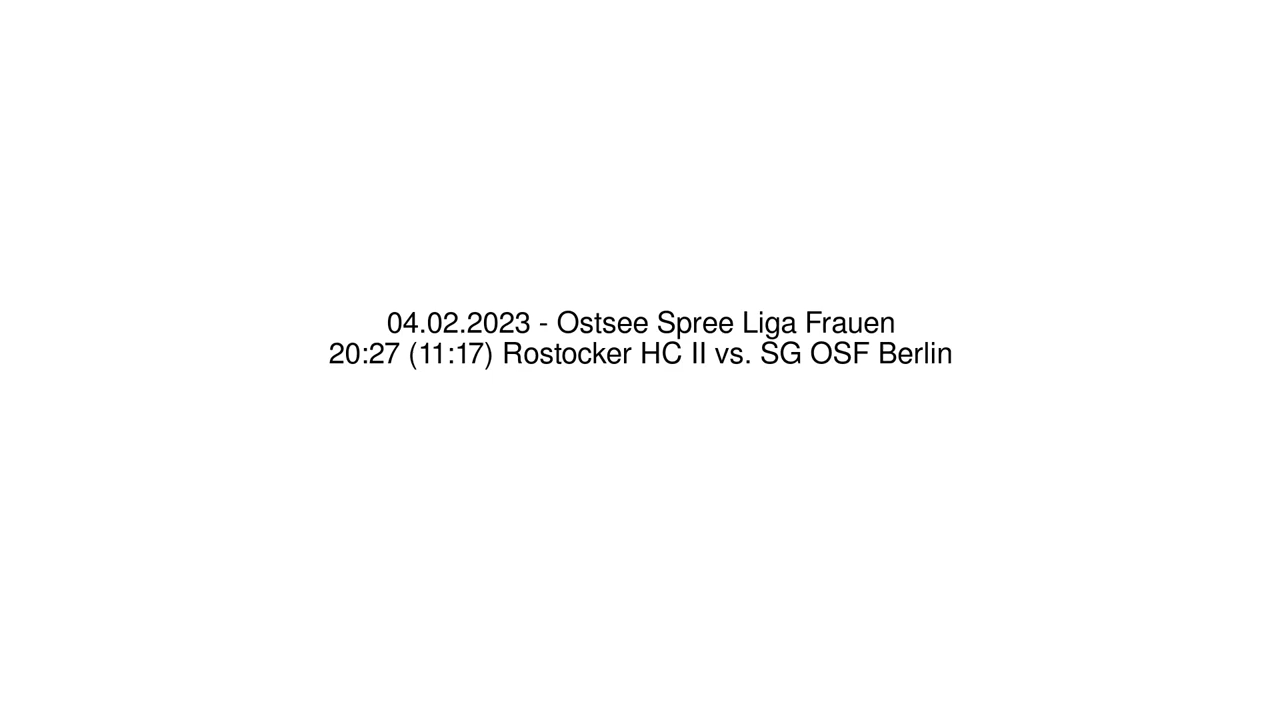 04.02.2023 - Ostsee Spree Liga Frauen
20:27 (11:17) Rostocker HC II vs. SG OSF Berlin